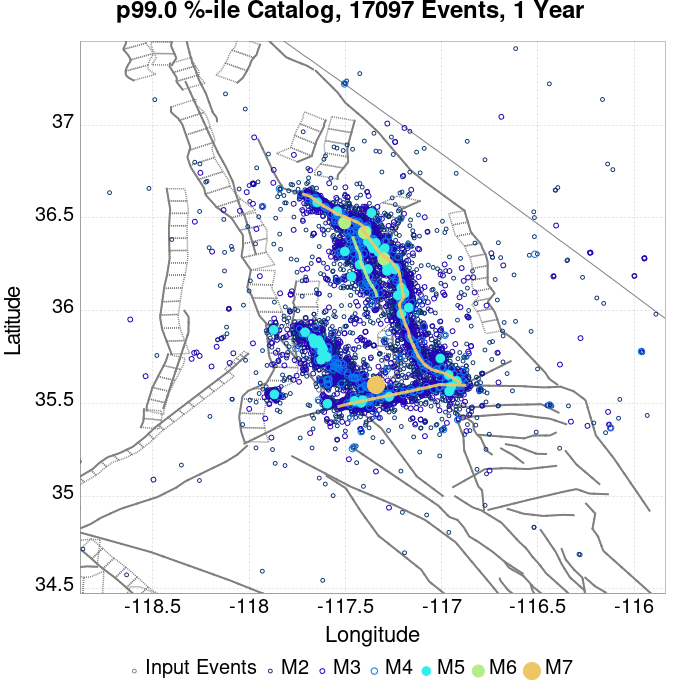 p99.0 %-ile Catalog, 17097 Events, 1 Year
Latitude
37
36.5
36
35.5
35
34.5
-118.5 -118 -117.5 -117 -116.5 -116
Longitude
Input Events M2 M3 M4 M5 M6 M7